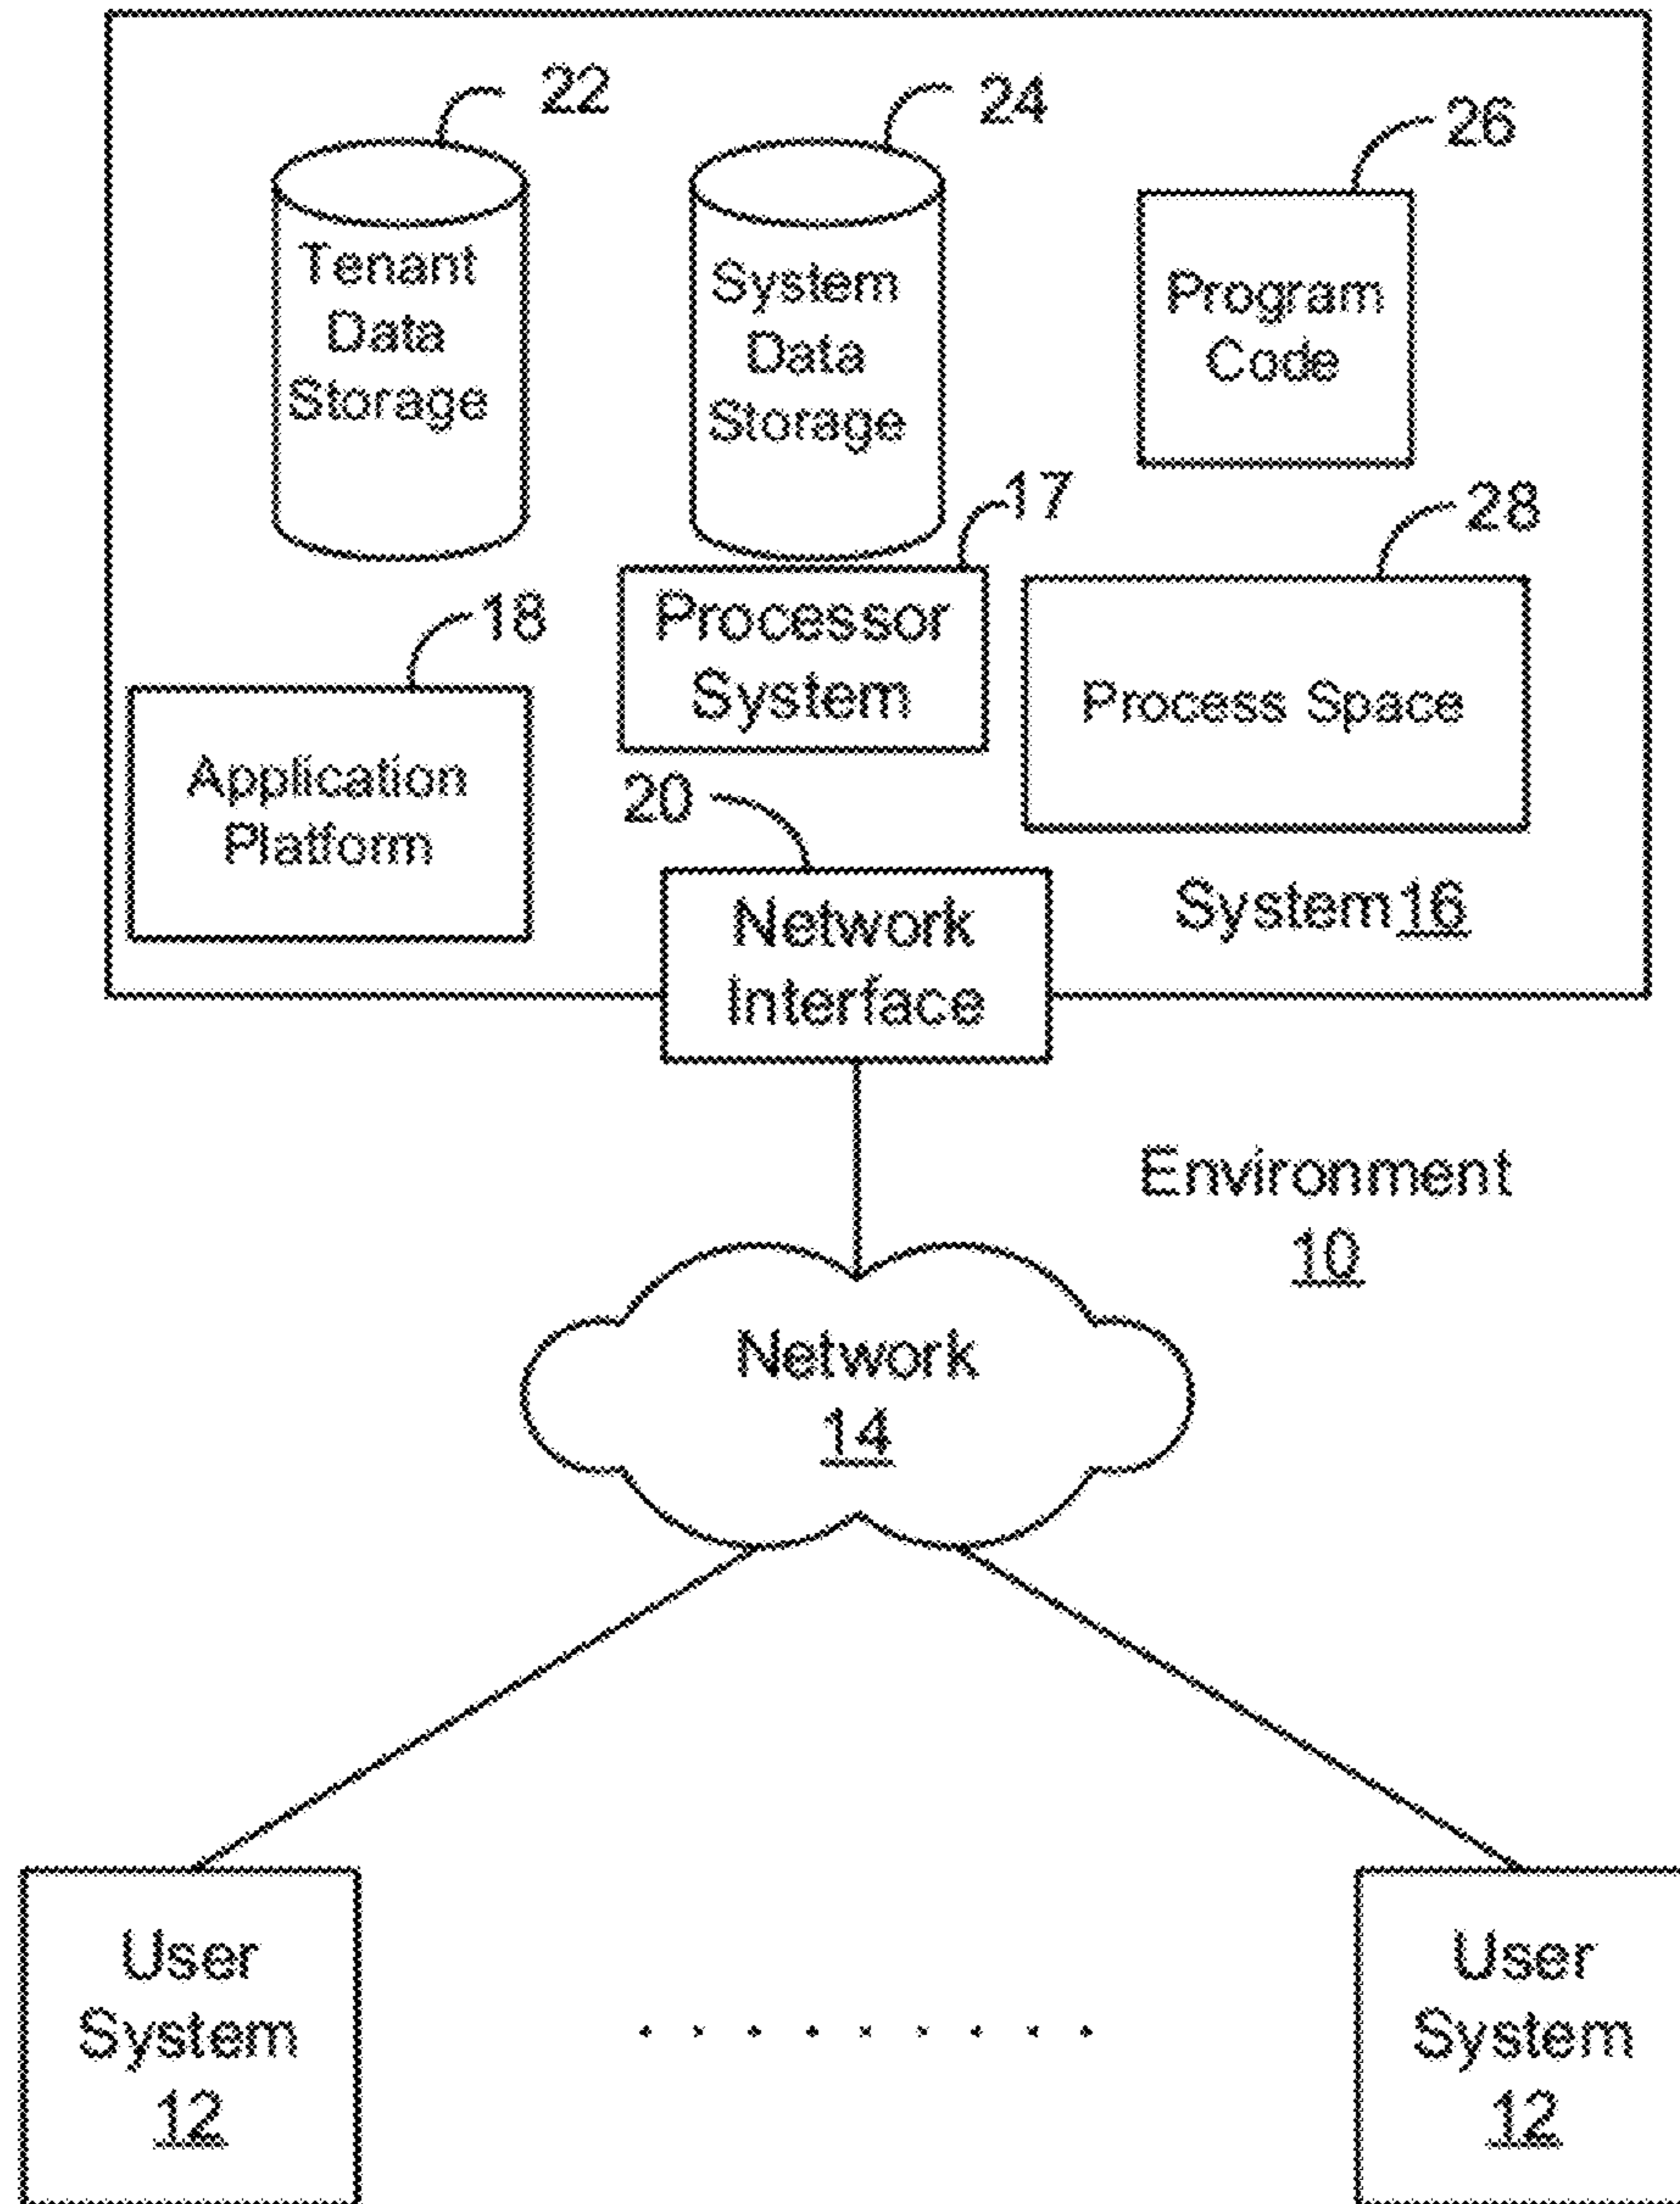 22
24
26
Tenant
Data
Storage
System
Data
Storage
Program
Code
17
28
18
Processor
System
Process Space
Application
Platform
20
Network
Interface
System 16
Environment
10
Network
14
User
System
12
User
System
12